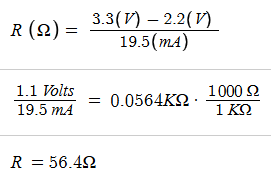 R (Ω) = 3.3(V) − 2.2(V) / 19.5(mA)
1.1 Volts / 19.5 mA = 0.0564KΩ · 1000 Ω / 1 KΩ
R = 56.4Ω